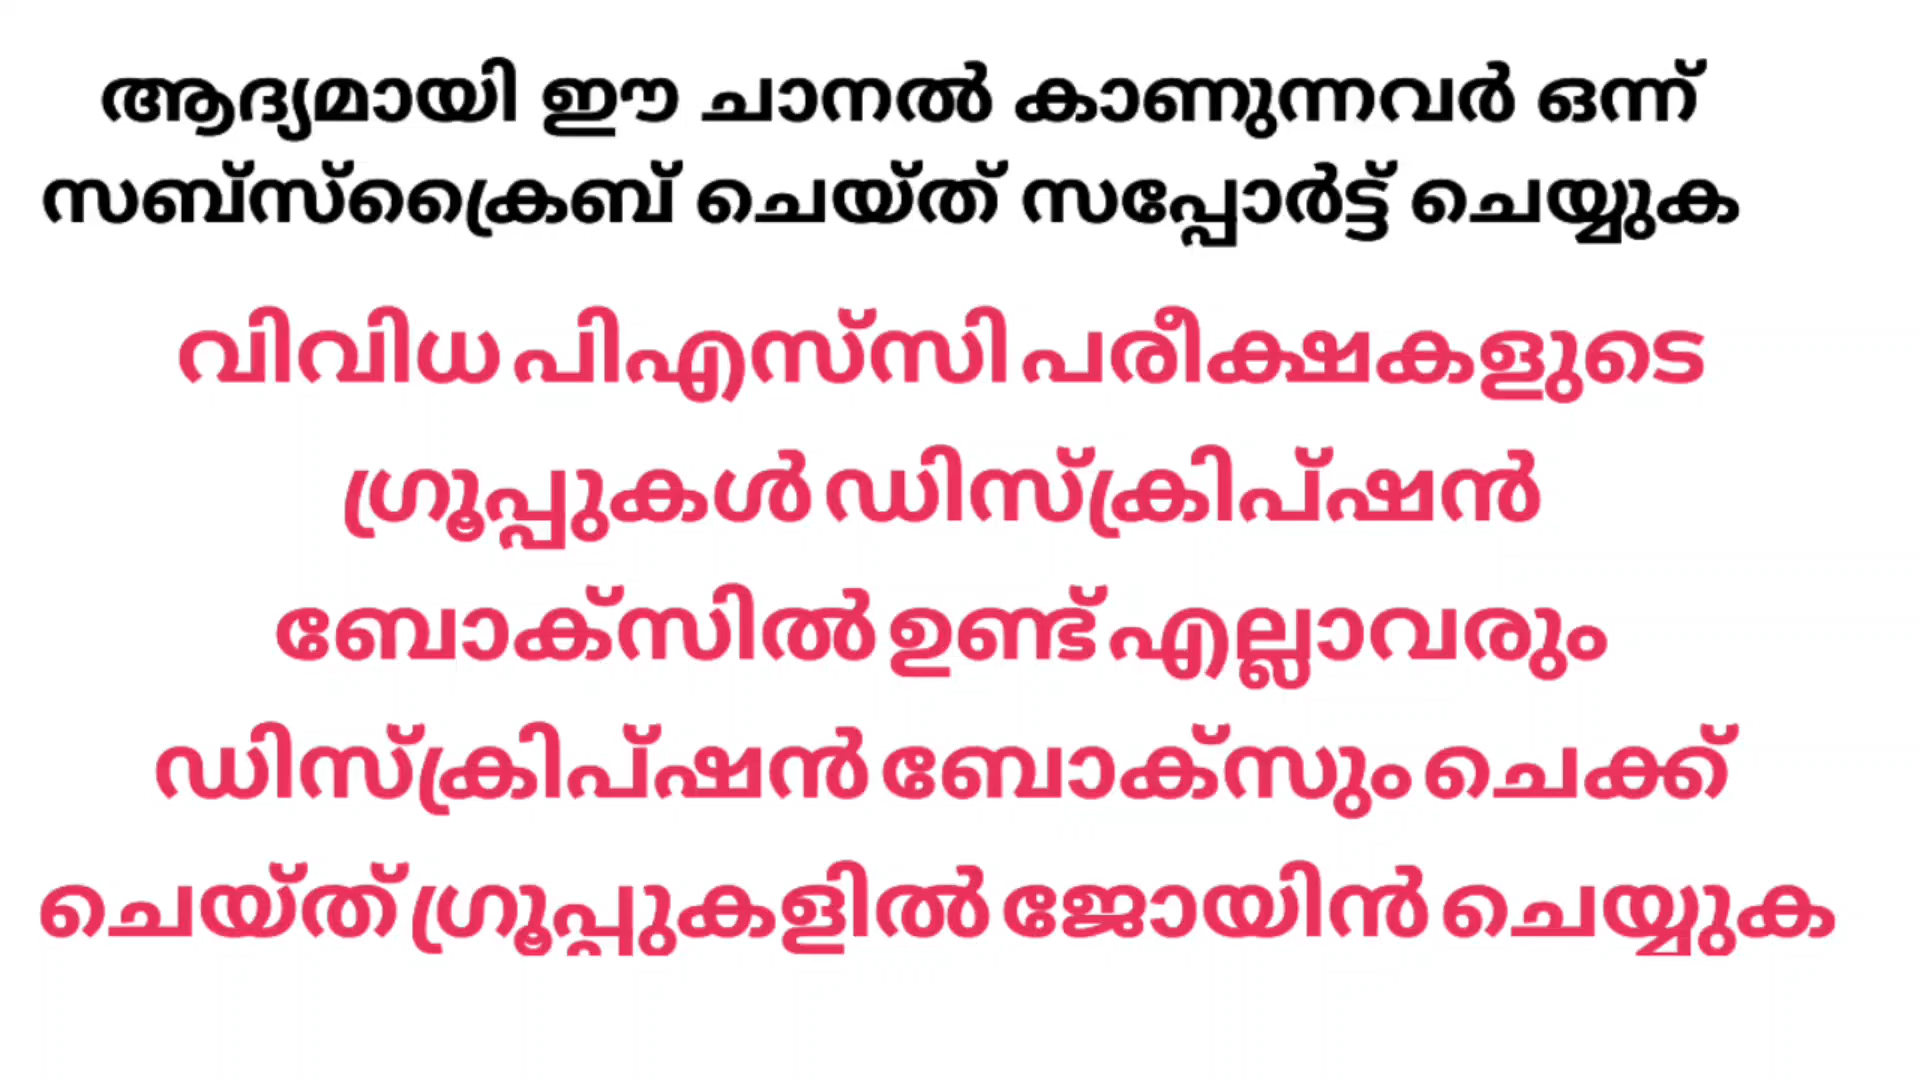 ആദ്യമായി ഈ ചാനൽ കാണുന്നവർ ഒന്ന്
സബ്സ്ക്രൈബ് ചെയ്ത് സപ്പോർട്ട് ചെയ്യുക
വിവിധ പിഎസ്സി പരീക്ഷകളുടെ
ഗ്രൂപ്പുകൾ ഡിസ്ക്രിപ്ഷൻ
ബോക്സിൽ ഉണ്ട് എല്ലാവരും
ഡിസ്ക്രിപ്ഷൻ ബോക്സും ചെക്ക്
ചെയ്ത് ഗ്രൂപ്പുകളിൽ ജോയിൻ ചെയ്യുക